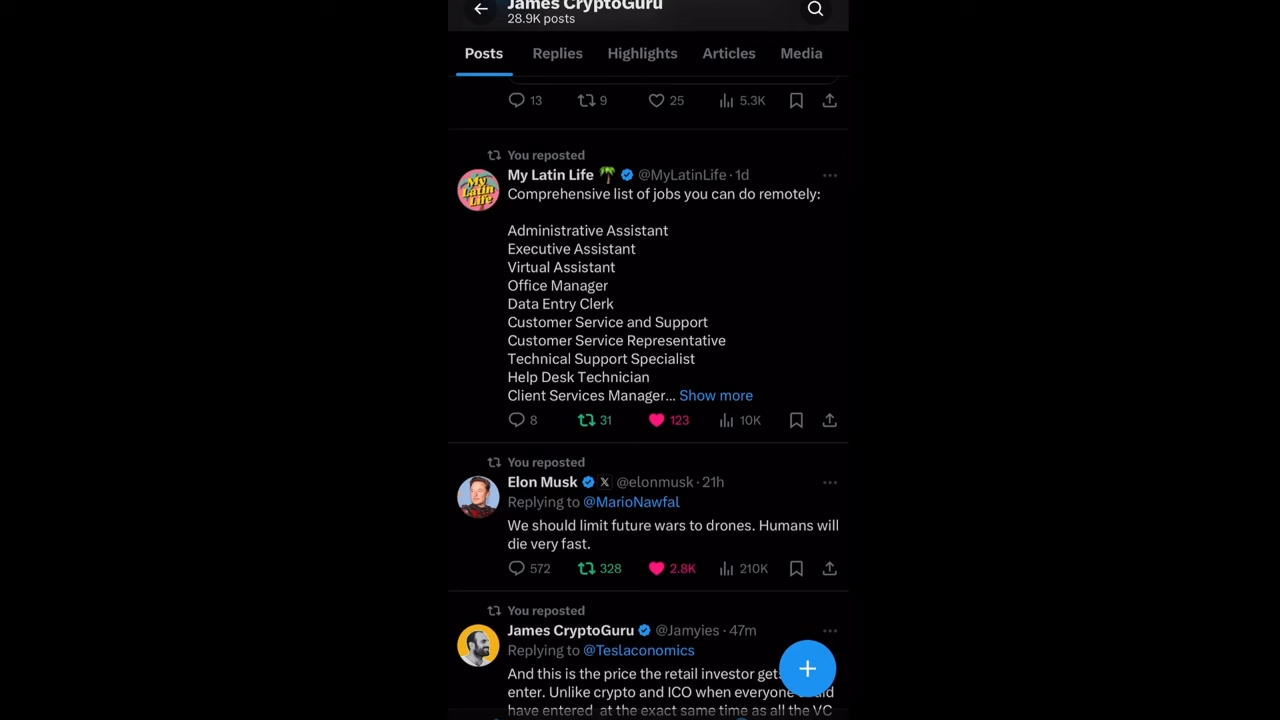 James CryptoGuru
28.9K posts
Posts Replies Highlights Articles Media
13 9 25 5.3K
You reposted
My Latin Life @MyLatinLife · 1d
Comprehensive list of jobs you can do remotely:
Administrative Assistant
Executive Assistant
Virtual Assistant
Office Manager
Data Entry Clerk
Customer Service and Support
Customer Service Representative
Technical Support Specialist
Help Desk Technician
Client Services Manager... Show more
8 31 123 10K
You reposted
Elon Musk X @elonmusk · 21h
Replying to @MarioNawfal
We should limit future wars to drones. Humans will
die very fast.
572 328 2.8K 210K
You reposted
James CryptoGuru @Jamyies · 47m
Replying to @Teslaconomics
And this is the price the retail investor gets
enter. Unlike crypto and ICO when everyone
have entered at the exact same time as all the VC